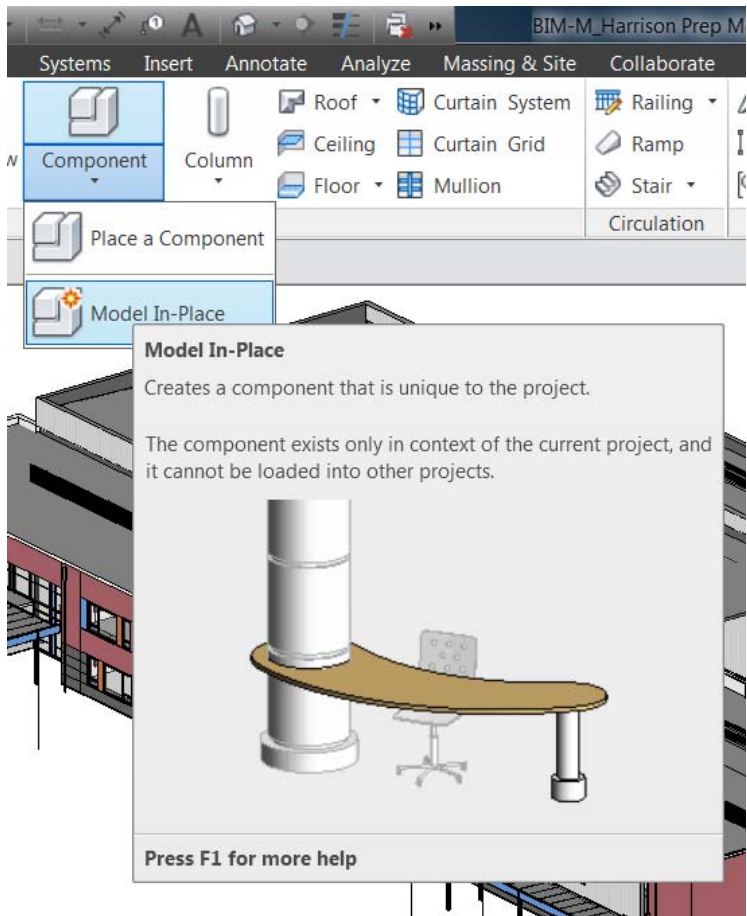 BIM-M_Harrison Prep M
Systems Insert Annotate Analyze Massing & Site Collaborate
Component
Column
Roof
Curtain System
Railing
Ceiling
Curtain Grid
Ramp
Floor
Mullion
Stair
Circulation
Place a Component
Model In-Place
Model In-Place
Creates a component that is unique to the project.
The component exists only in context of the current project, and
it cannot be loaded into other projects.
Press F1 for more help